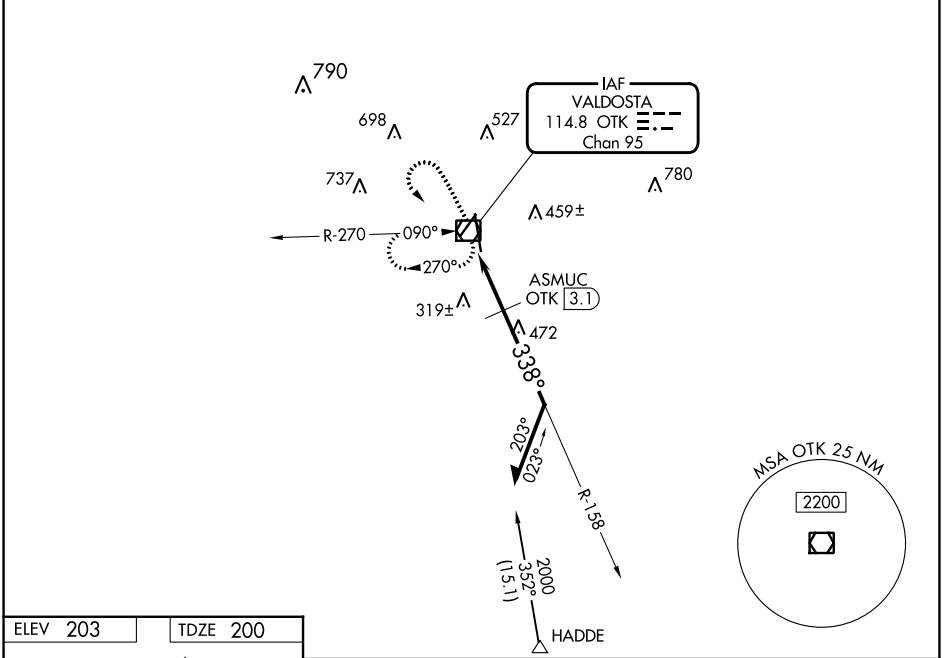 790
IAF
VALDOSTA
114.8 OTK
Chan 95
698
527
737
780
459±
R-270
090°
270°
ASMUC
OTK 3.1
319±
472
338°
203°
023°
R-158
MSA OTK 25 NM
2200
2000
352°
(15.1)
HADDE
ELEV 203
TDZE 200